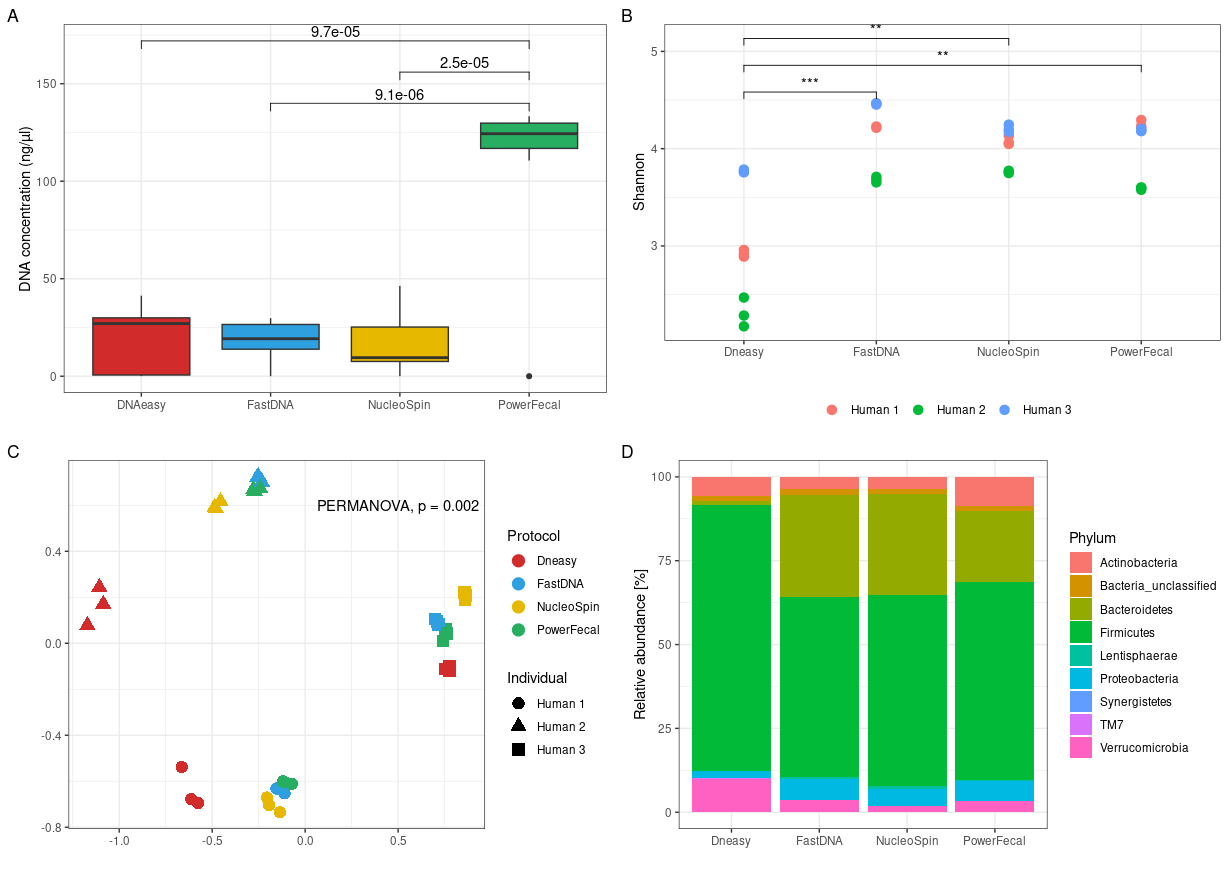 A
9.7e-05
2.5e-05
9.1e-06
DNA concentration (ng/µl)
150
100
50
0
DNAeasy FastDNA NucleoSpin PowerFecal
B
**
**
***
Shannon
5
4
3
Dneasy FastDNA NucleoSpin PowerFecal
Human 1 Human 2 Human 3
C
PERMANOVA, p = 0.002
0.4
0.0
-0.4
-0.8
-1.0 -0.5 0.0 0.5
Protocol
Dneasy
FastDNA
NucleoSpin
PowerFecal
Individual
Human 1
Human 2
Human 3
D
Relative abundance [%]
100
75
50
25
0
Dneasy FastDNA NucleoSpin PowerFecal
Phylum
Actinobacteria
Bacteria_unclassified
Bacteroidetes
Firmicutes
Lentisphaerae
Proteobacteria
Synergistetes
TM7
Verrucomicrobia